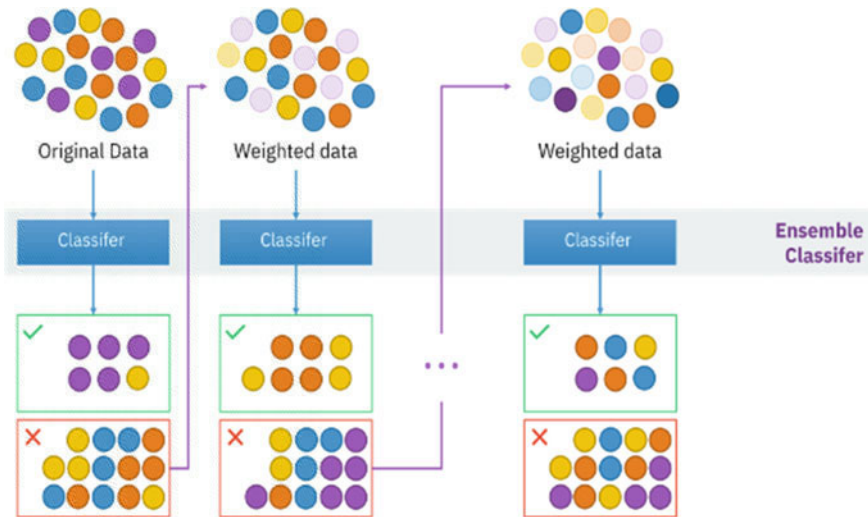 Original Data
Weighted data
Weighted data
Classifer
Classifer
Classifer
Ensemble
Classifer
...